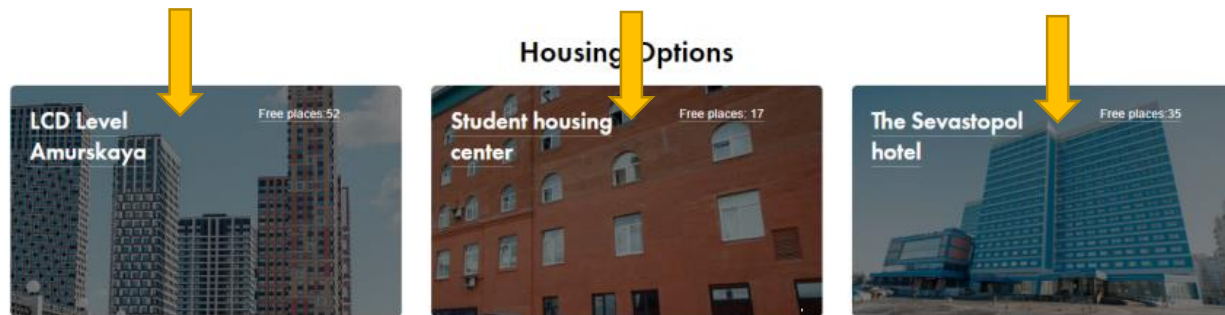 Housing Options
LCD Level
Amurskaya
Free places:52
Student housing
center
Free places: 17
The Sevastopol
hotel
Free places:35